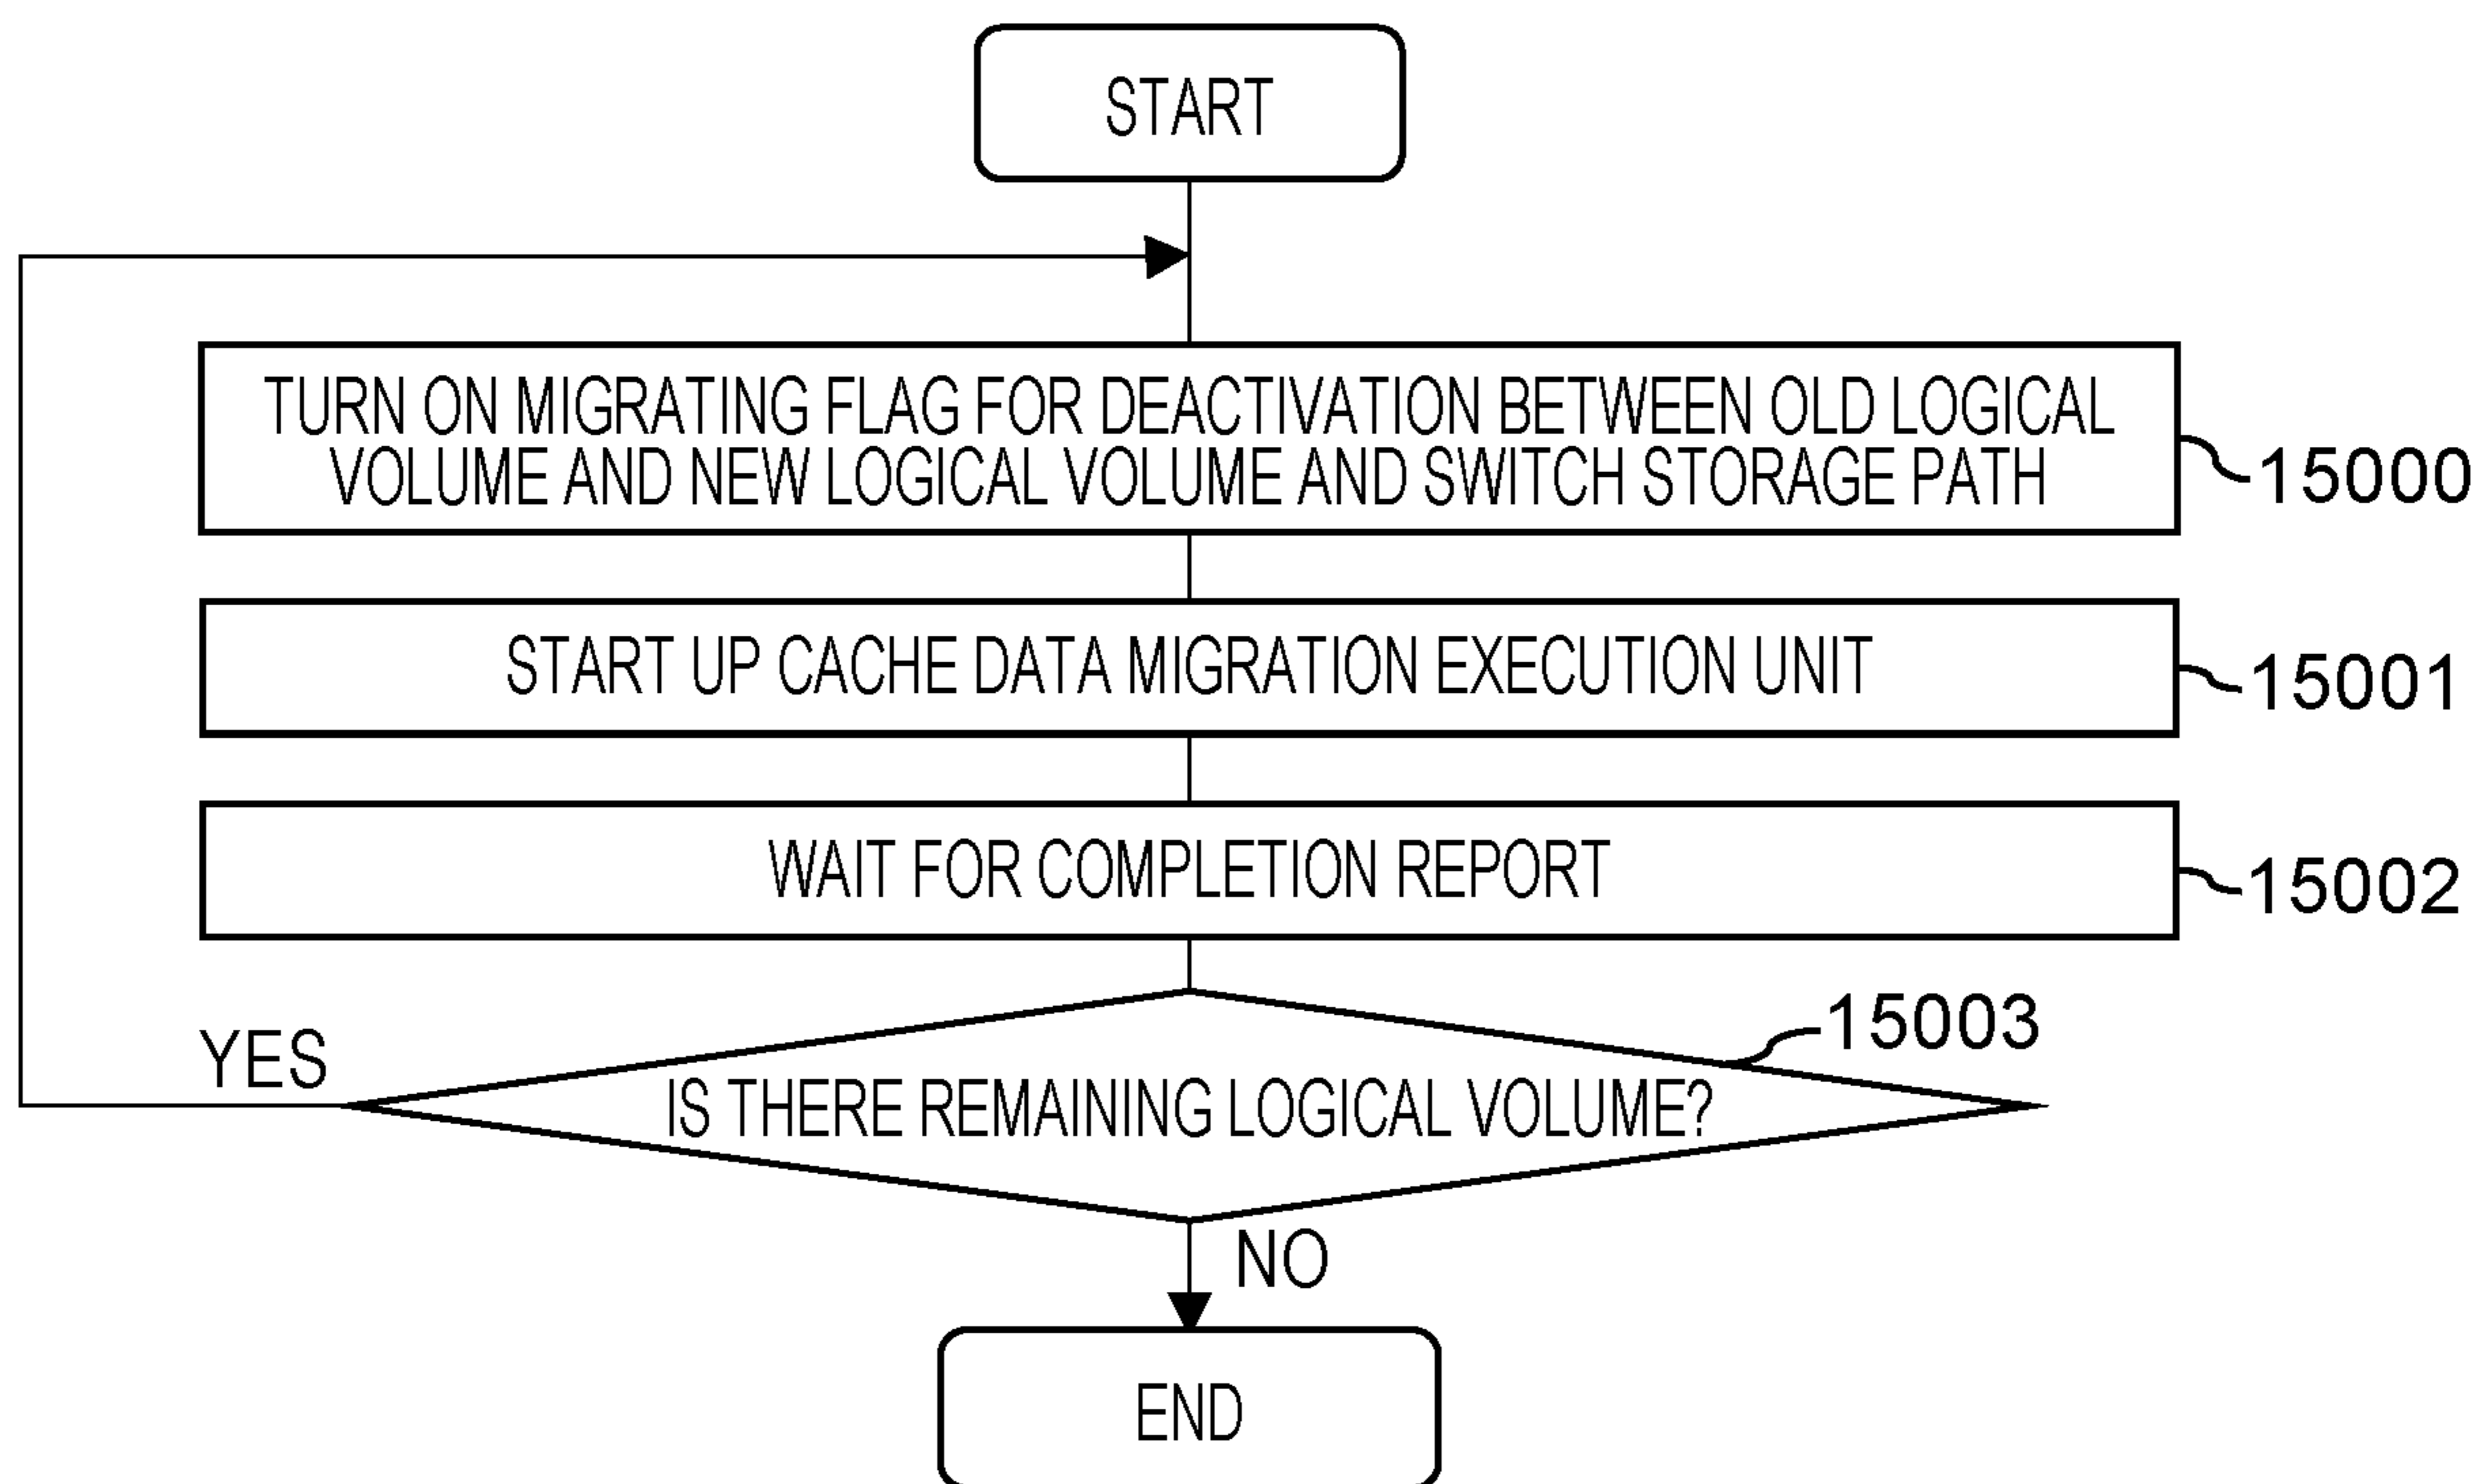 START
TURN ON MIGRATING FLAG FOR DEACTIVATION BETWEEN OLD LOGICAL
VOLUME AND NEW LOGICAL VOLUME AND SWITCH STORAGE PATH
15000
START UP CACHE DATA MIGRATION EXECUTION UNIT
15001
WAIT FOR COMPLETION REPORT
15002
15003
YES
IS THERE REMAINING LOGICAL VOLUME?
NO
END